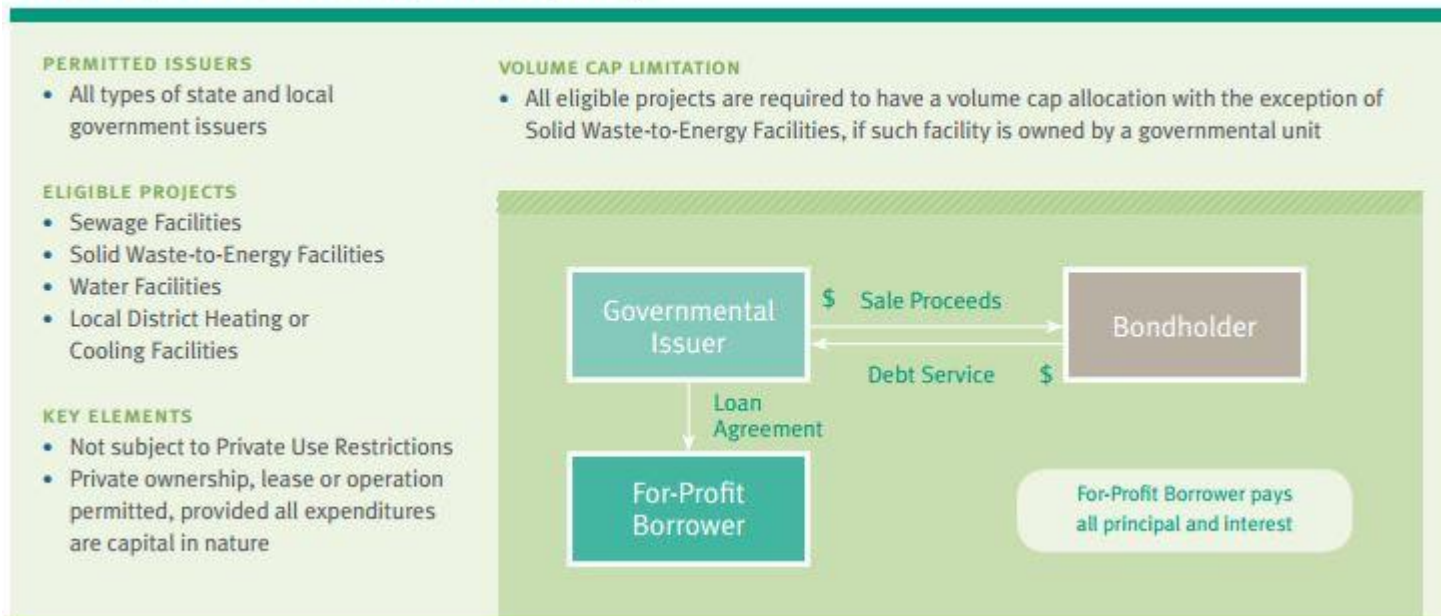 PERMITTED ISSUERS
• All types of state and local
government issuers
ELIGIBLE PROJECTS
• Sewage Facilities
• Solid Waste-to-Energy Facilities
• Water Facilities
• Local District Heating or
Cooling Facilities
KEY ELEMENTS
• Not subject to Private Use Restrictions
• Private ownership, lease or operation
permitted, provided all expenditures
are capital in nature
VOLUME CAP LIMITATION
• All eligible projects are required to have a volume cap allocation with the exception of
Solid Waste-to-Energy Facilities, if such facility is owned by a governmental unit
Governmental
Issuer
$ Sale Proceeds
Debt Service $
Bondholder
Loan
Agreement
For-Profit
Borrower
For-Profit Borrower pays
all principal and interest